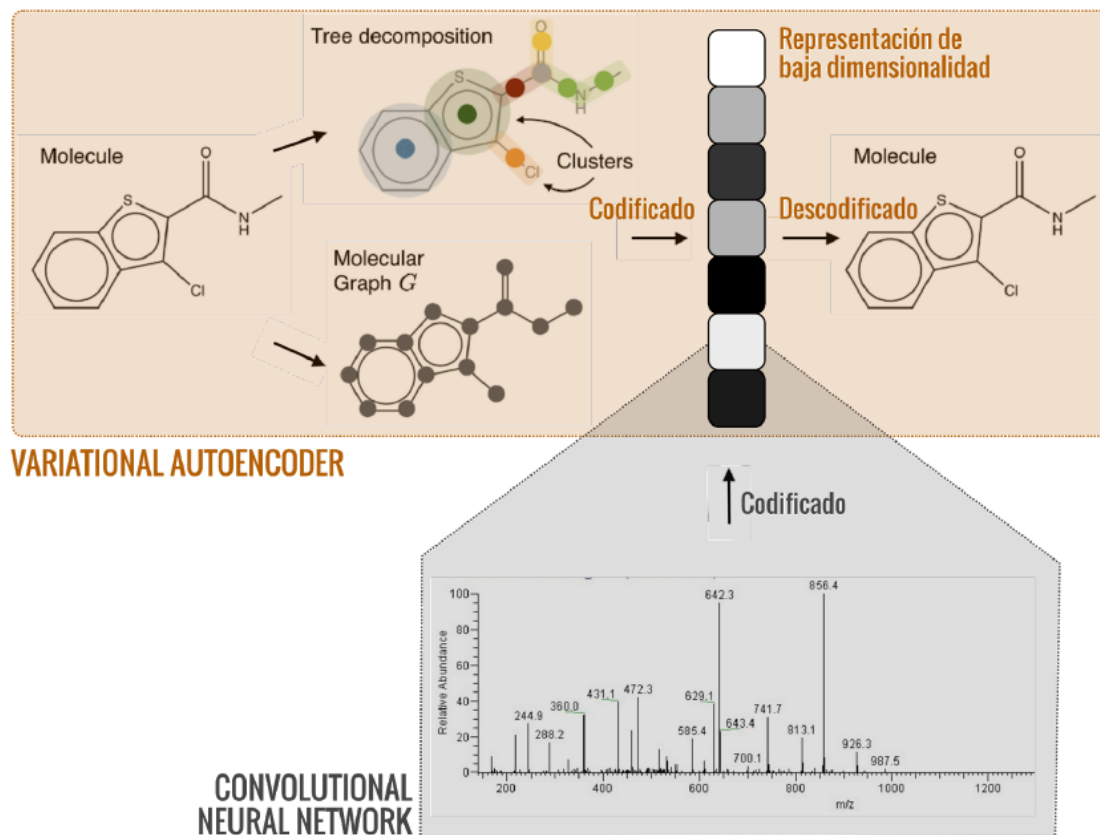 Tree decomposition
O
S
N
H
Cl
Clusters
Representación de
baja dimensionalidad
Molecule
O
S
N
H
Cl
Codificado
Descodificado
Molecule
O
S
N
H
Cl
Molecular
Graph G
VARIATIONAL AUTOENCODER
Codificado
Relative Abundance
100
80
60
40
20
0
856.4
642.3
472.3
431.1
629.1
360.0
741.7
244.9
643.4
288.2
585.4
813.1
700.1
926.3
987.5
200
400
600
800
1000
1200
m/z
CONVOLUTIONAL
NEURAL NETWORK